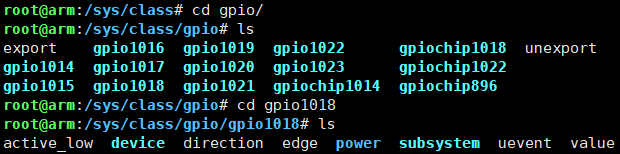 root@arm:/sys/class# cd gpio/
root@arm:/sys/class/gpio# ls
export    gpio1016  gpio1019  gpio1022      gpiochip1018  unexport
gpio1014  gpio1017  gpio1020  gpio1023      gpiochip1022
gpio1015  gpio1018  gpio1021  gpiochip1014  gpiochip896
root@arm:/sys/class/gpio# cd gpio1018
root@arm:/sys/class/gpio/gpio1018# ls
active_low  device  direction  edge  power  subsystem  uevent  value